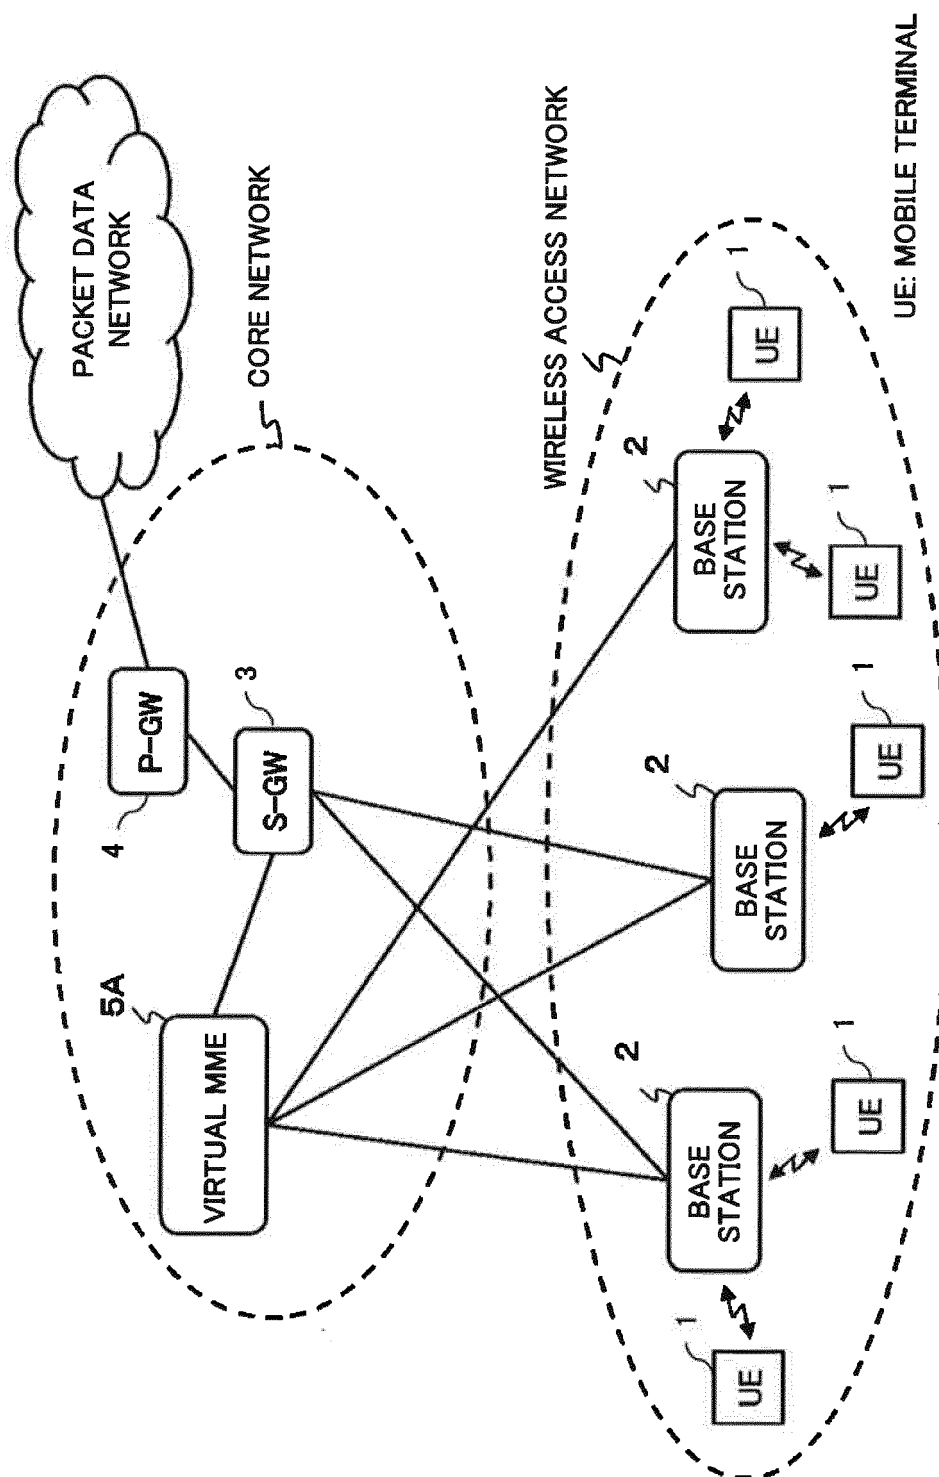 PACKET DATA
NETWORK
CORE NETWORK
4
P-GW
3
S-GW
5A
VIRTUAL MME
WIRELESS ACCESS NETWORK
2
BASE
STATION
2
BASE
STATION
2
BASE
STATION
1
UE
1
UE
1
UE
1
UE
1
UE
UE: MOBILE TERMINAL